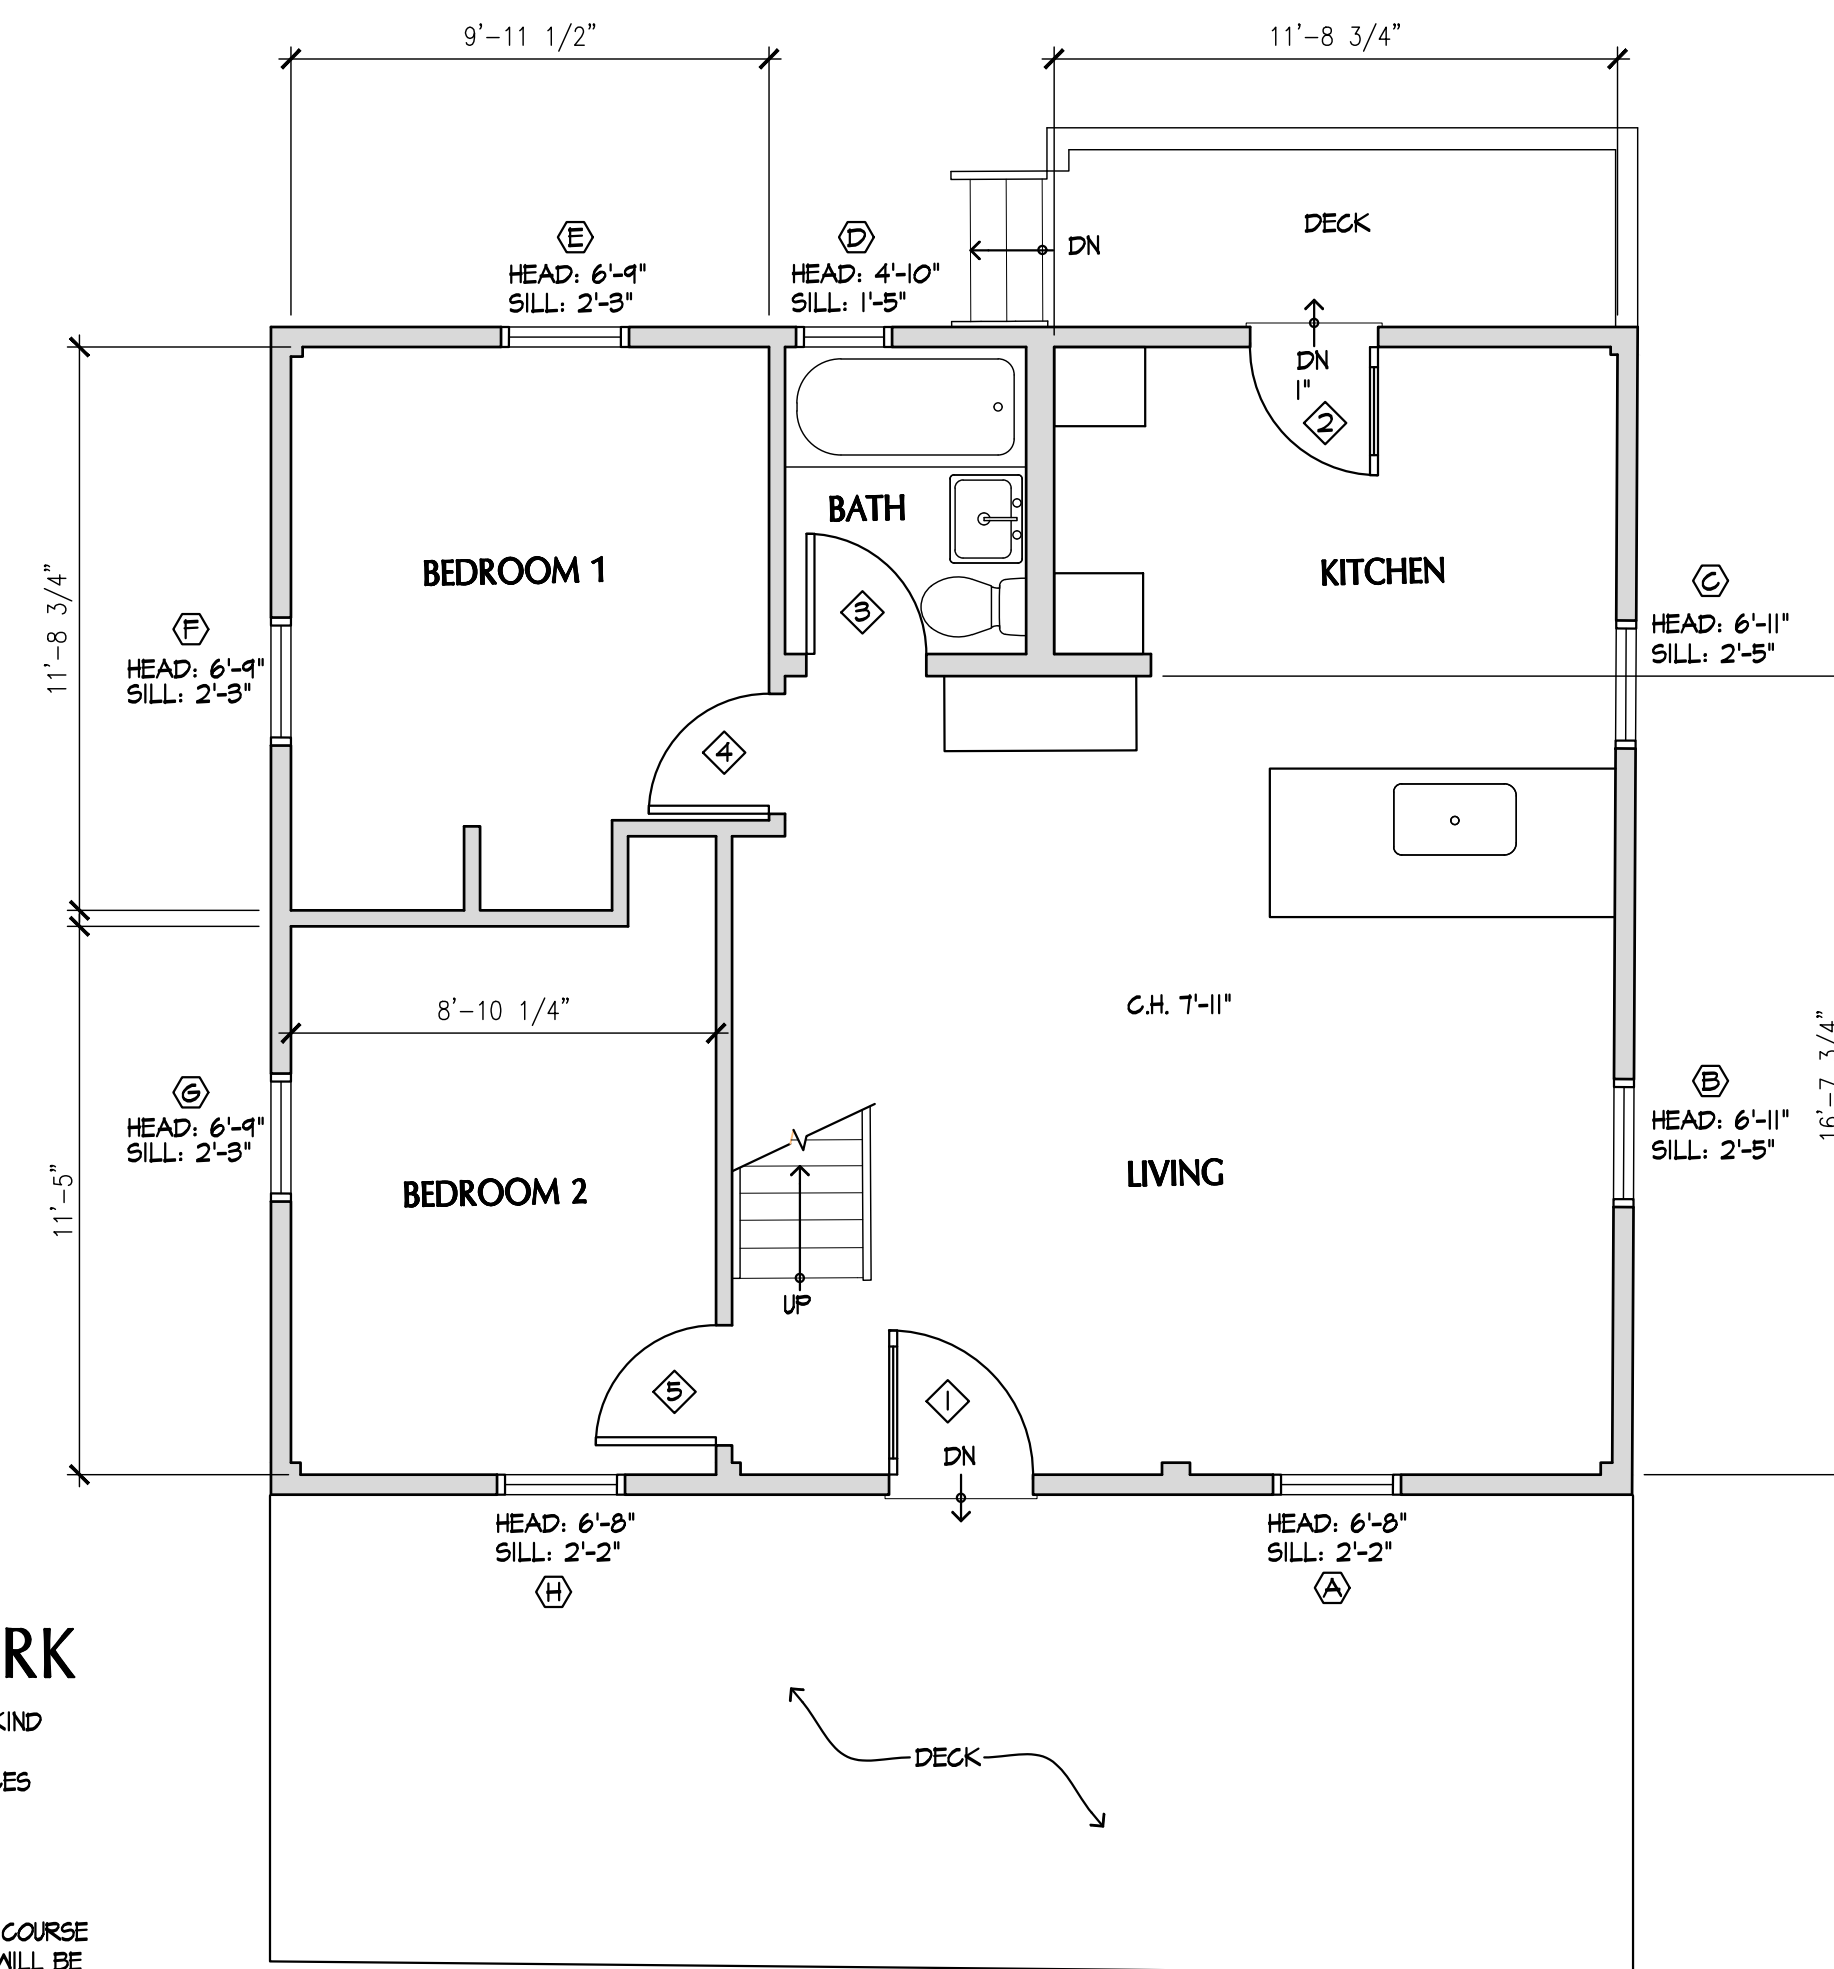 9'-11 1/2"
11'-8 3/4"
E
HEAD: 6'-9"
SILL: 2'-3"
D
HEAD: 4'-10"
SILL: 1'-5"
DN
DECK
DN
1"
2
BATH
BEDROOM 1
KITCHEN
3
C
HEAD: 6'-11"
SILL: 2'-5"
11'-8 3/4"
F
HEAD: 6'-9"
SILL: 2'-3"
4
8'-10 1/4"
C.H. 7'-11"
16'-7 3/4"
G
HEAD: 6'-9"
SILL: 2'-3"
B
HEAD: 6'-11"
SILL: 2'-5"
11'-5"
BEDROOM 2
LIVING
UP
5
1
DN
HEAD: 6'-8"
SILL: 2'-2"
H
HEAD: 6'-8"
SILL: 2'-2"
A
RK
KIND
CES
DECK
COURSE
WILL BE